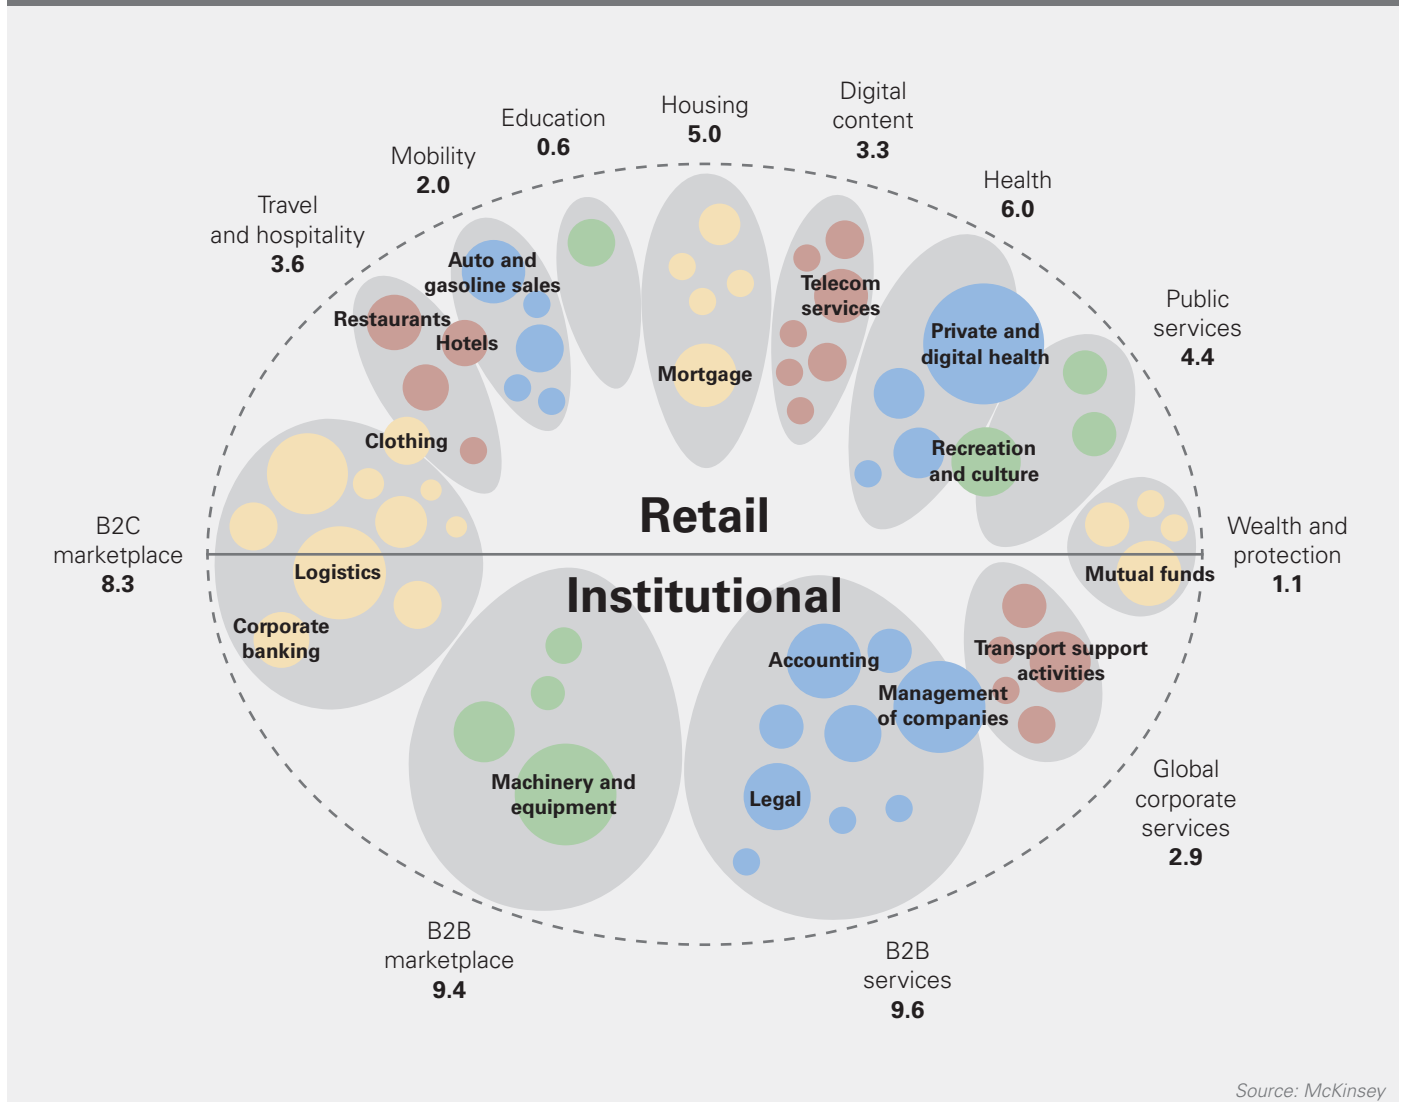 Digital
content
3.3
Housing
5.0
Education
0.6
Mobility
2.0
Health
6.0
Travel
and hospitality
3.6
Public
services
4.4
Auto and
gasoline sales
Telecom
services
Restaurants
Hotels
Private and
digital health
Mortgage
Clothing
Recreation
and culture
Retail
B2C
marketplace
8.3
Wealth and
protection
1.1
Logistics
Mutual funds
Institutional
Corporate
banking
Accounting
Transport support
activities
Management
of companies
Machinery and
equipment
Legal
Global
corporate
services
2.9
B2B
marketplace
9.4
B2B
services
9.6
Source: McKinsey